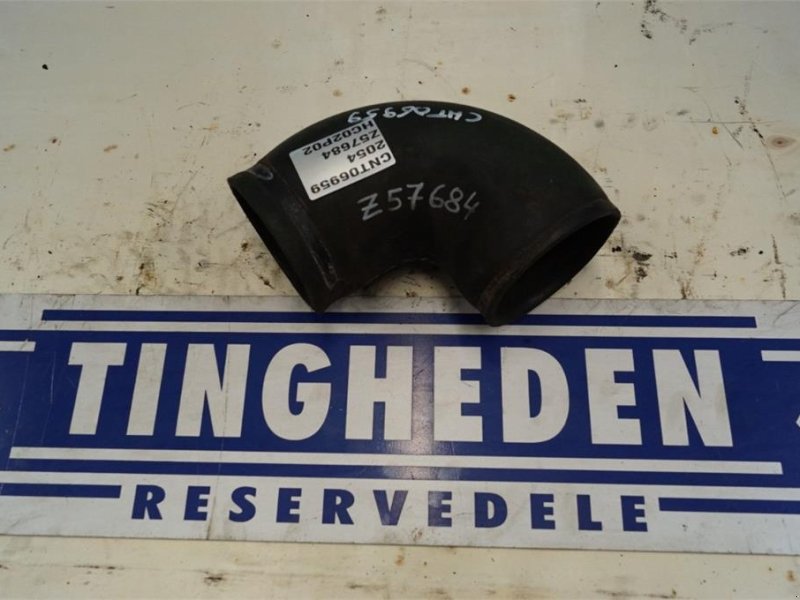 CNT06959
CNT06959
2054
Z57684
HC02P02
Z57684
TINGHEDEN
RESERVEDELE